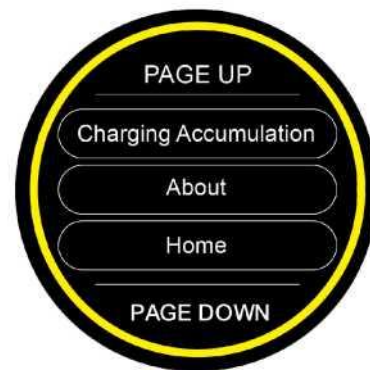 PAGE UP
Charging Accumulation
About
Home
PAGE DOWN